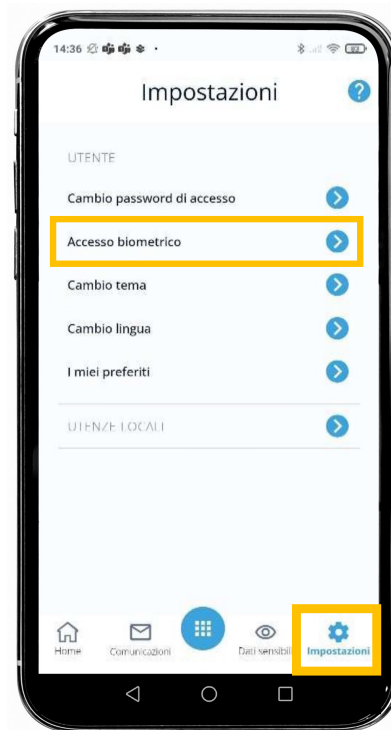 14:36
Impostazioni
?
UTENTE
Cambio password di accesso
Accesso biometrico
Cambio tema
Cambio lingua
I miei preferiti
UTENZE LOCALI
Home
Comunicazioni
Dati sensibili
Impostazioni